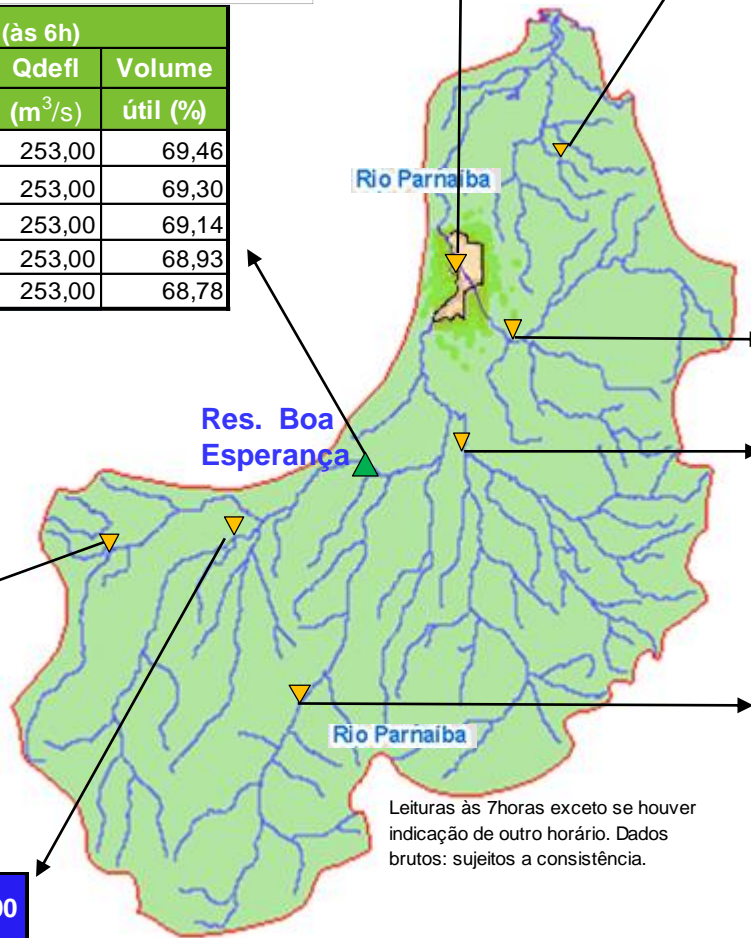 (às 6h)
Qdefl Volume
(m³/s) útil (%)
253,00 69,46
253,00 69,30
253,00 69,14
253,00 68,93
253,00 68,78
Rio Parnaíba
Res. Boa
Esperança
Rio Parnaíba
Leituras às 7horas exceto se houver
indicação de outro horário. Dados
brutos: sujeitos a consistência.
00